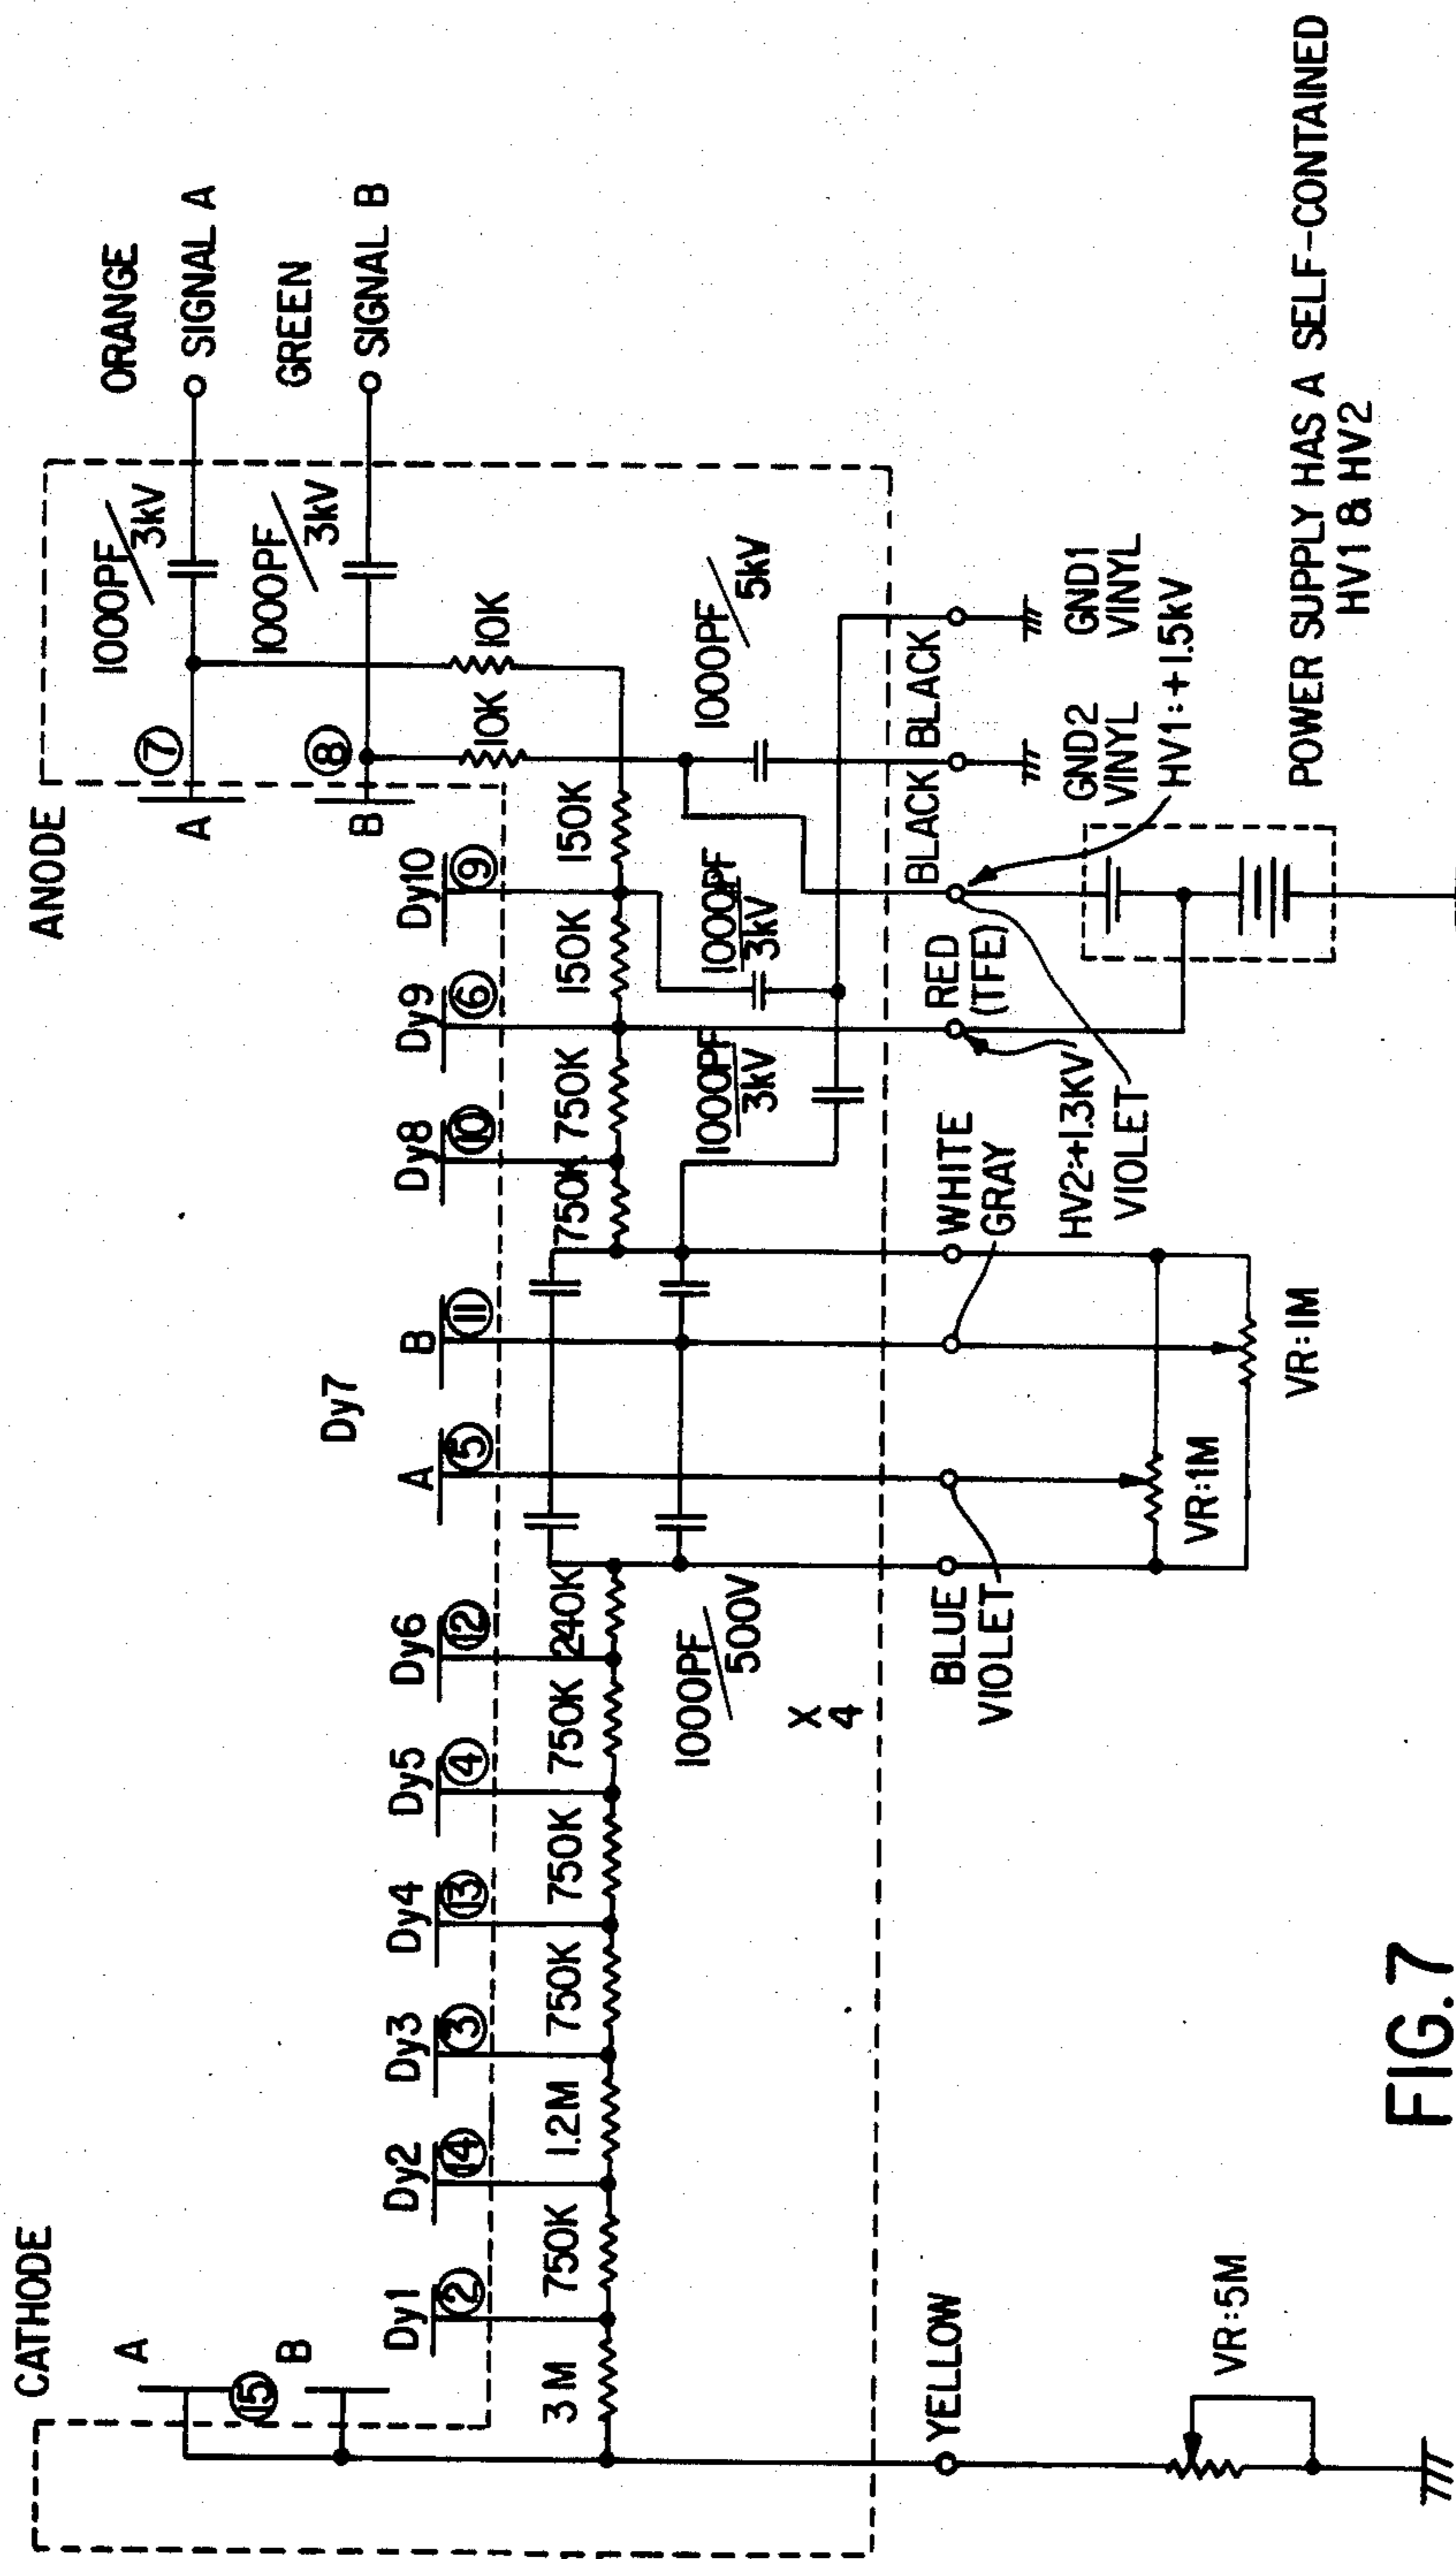 CATHODE
A
⑮
B
ANODE
A
⑦
B
⑧
1000PF/3kV
1000PF/3kV
ORANGE
SIGNAL A
GREEN
SIGNAL B
Dy1
②
Dy2
⑭
Dy3
③
Dy4
⑬
Dy5
④
Dy6
⑫
Dy7
A
⑤
B
⑪
Dy8
⑩
Dy9
⑥
Dy10
⑨
3M
750K
1.2M
750K
750K
750K
240K
750K
750K
150K
150K
10K
10K
1000PF/500V
X
4
1000PF/3kV
1000PF/3kV
1000PF/5kV
YELLOW
BLUE
VIOLET
WHITE
GRAY
RED
(TFE)
BLACK
BLACK
HV2:+1.3KV
VIOLET
GND2
VINYL
GND1
VINYL
HV1:+1.5kV
VR:5M
VR:1M
VR:1M
POWER SUPPLY HAS A SELF-CONTAINED
HV1 & HV2
FIG.7